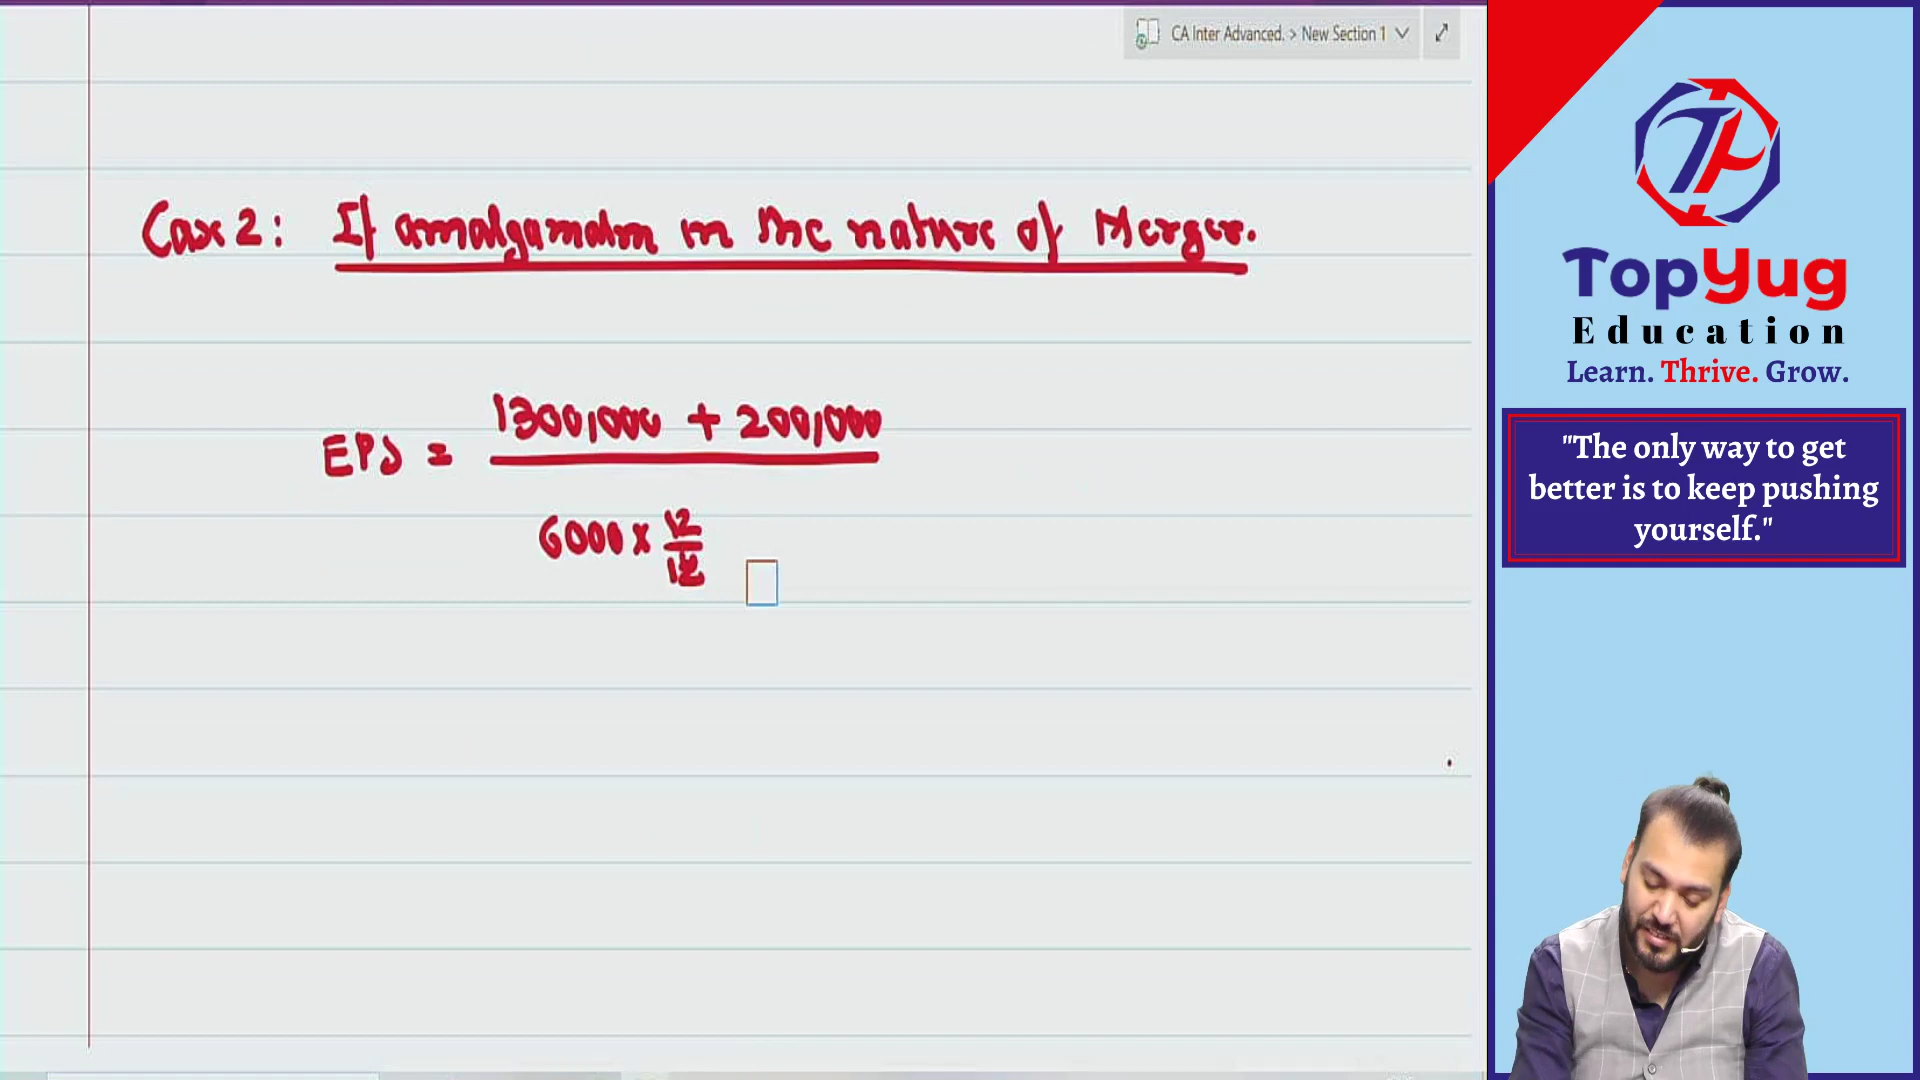 CA Inter Advanced. > New Section 1
Case 2: If amalgamation in the nature of Merger.
EPS = 1300,000 + 200,000
6000 x 12
12
TopYug
Education
Learn. Thrive. Grow.
"The only way to get
better is to keep pushing
yourself."